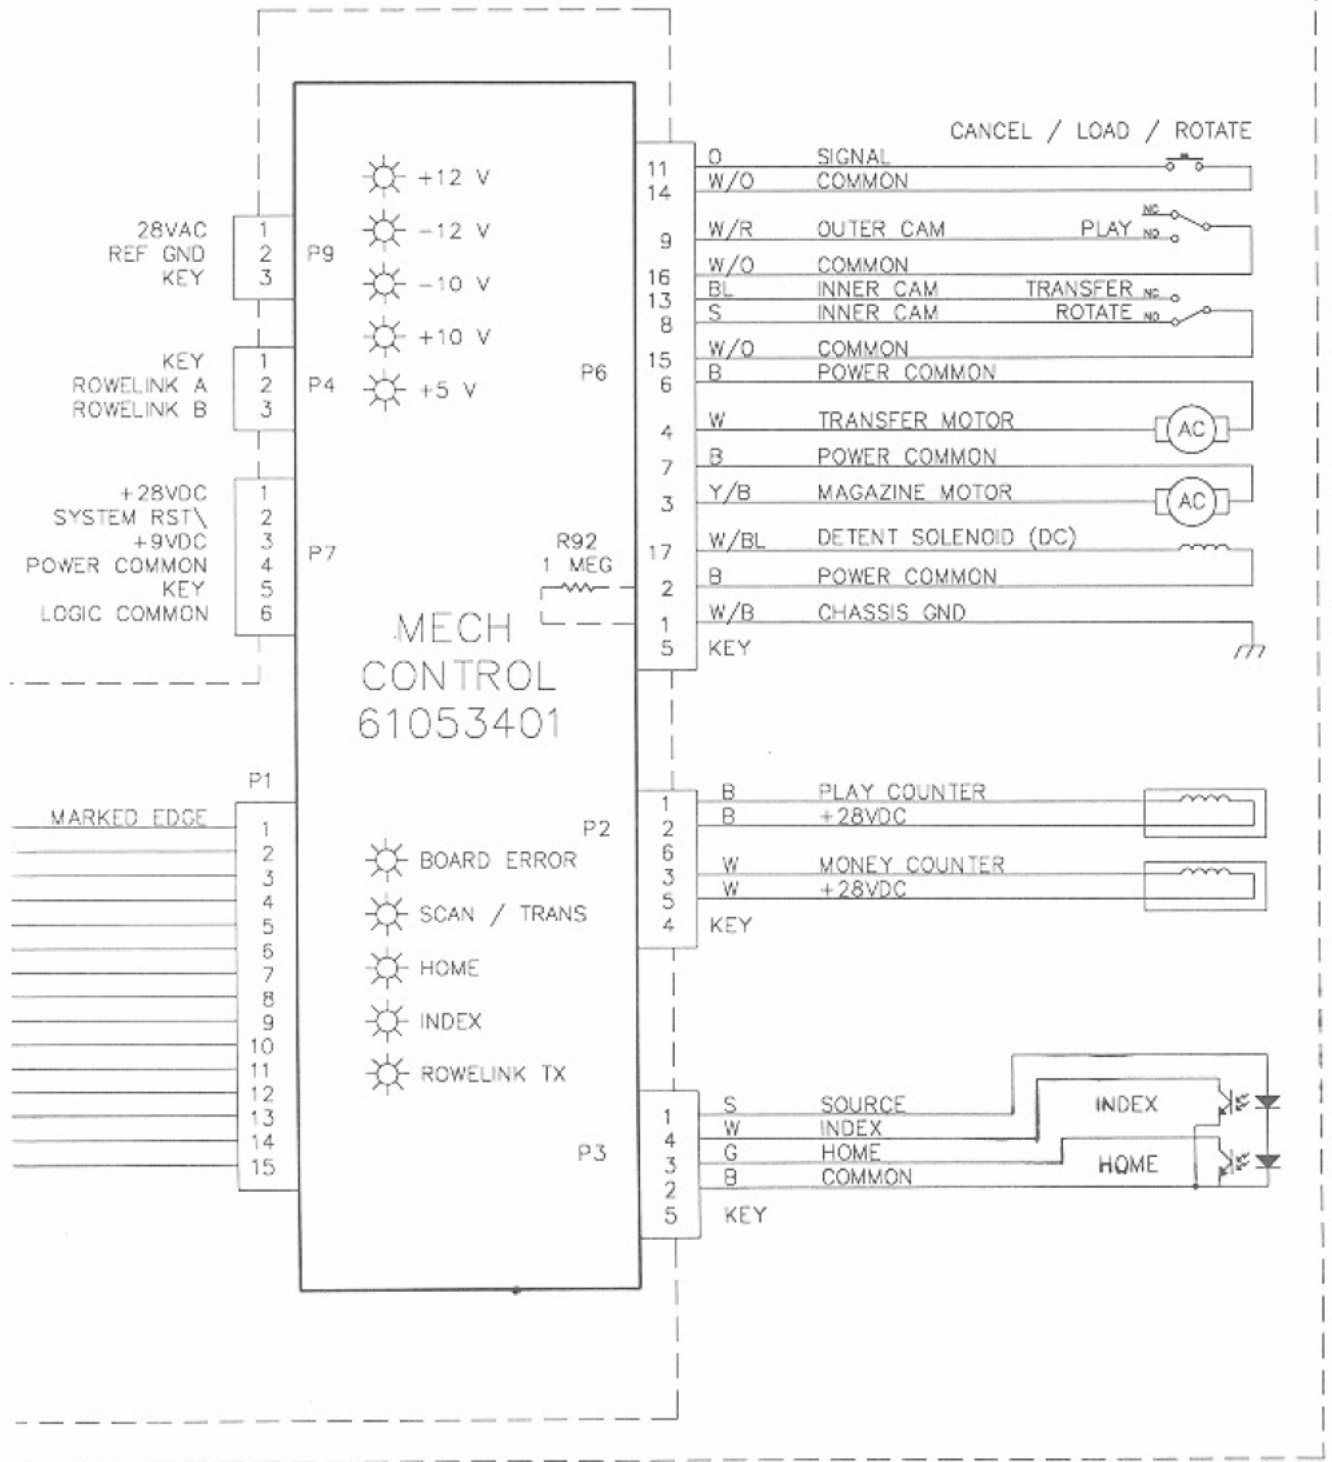 CANCEL / LOAD / ROTATE
+12 V
-12 V
-10 V
+10 V
+5 V
28VAC 1
REF GND 2
KEY 3
P9
KEY 1
ROWELINK A 2
ROWELINK B 3
P4
+28VDC 1
SYSTEM RST\ 2
+9VDC 3
POWER COMMON 4
KEY 5
LOGIC COMMON 6
P7
R92
1 MEG
MECH
CONTROL
61053401
P6
11 O SIGNAL
14 W/O COMMON
9 W/R OUTER CAM PLAY NC NO
16 W/O COMMON
13 BL INNER CAM TRANSFER NC
8 S INNER CAM ROTATE NO
15 W/O COMMON
6 B POWER COMMON
4 W TRANSFER MOTOR AC
7 B POWER COMMON
3 Y/B MAGAZINE MOTOR AC
17 W/BL DETENT SOLENOID (DC)
2 B POWER COMMON
1 W/B CHASSIS GND
5 KEY
P1
MARKED EDGE 1
2
3
4
5
6
7
8
9
10
11
12
13
14
15
BOARD ERROR
SCAN / TRANS
HOME
INDEX
ROWELINK TX
P2
1 B PLAY COUNTER
2 B +28VDC
6
3 W MONEY COUNTER
5 W +28VDC
4 KEY
P3
1 S SOURCE
4 W INDEX
3 G HOME
2 B COMMON
5 KEY
INDEX
HOME